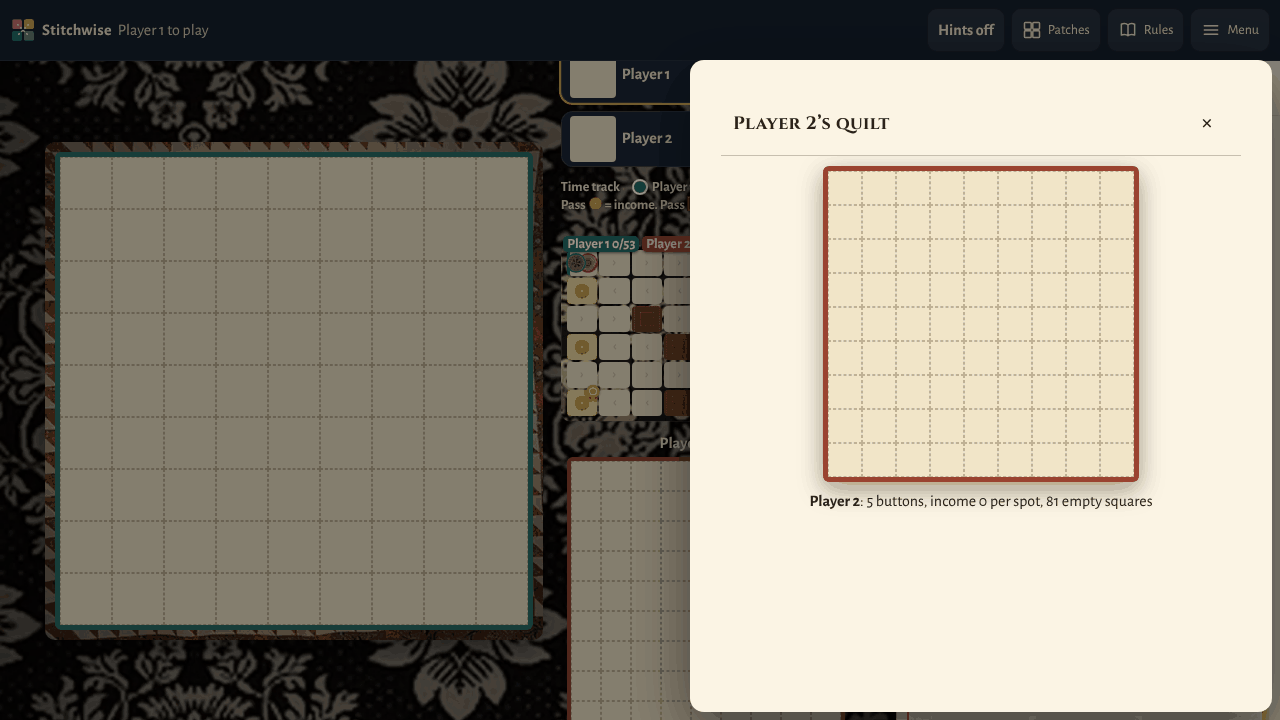 Stitchwise Player 1 to play
Hints off
Patches
Rules
Menu
Player 1
Player 2
Time track Player
Pass = income. Pass
Player 1 0/53 Player 2
Play
Player 2's quilt
×
Player 2: 5 buttons, income 0 per spot, 81 empty squares